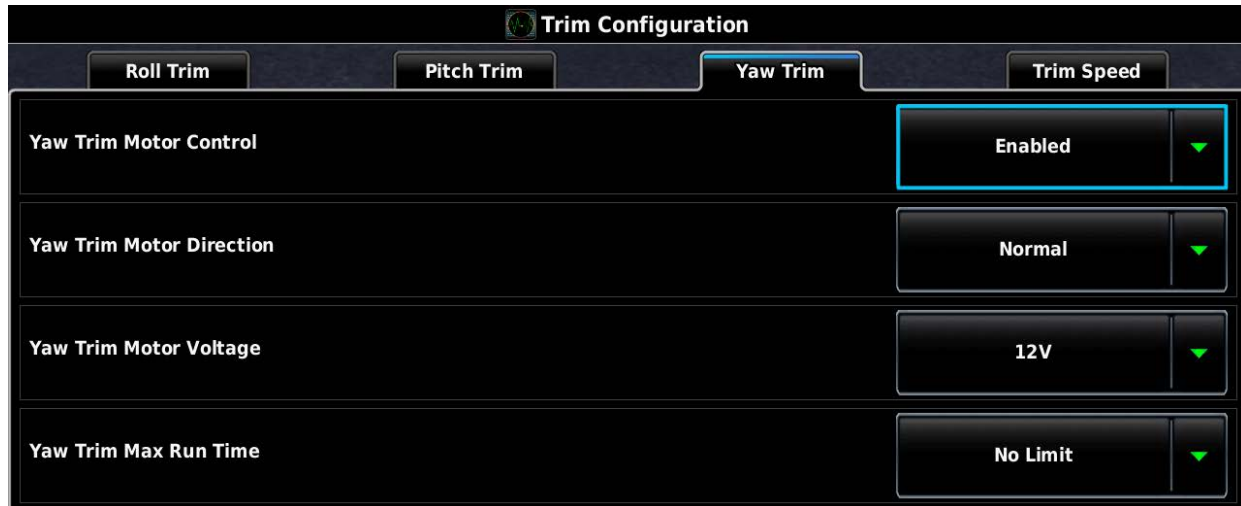 Trim Configuration
Roll Trim Pitch Trim Yaw Trim Trim Speed
Yaw Trim Motor Control Enabled
Yaw Trim Motor Direction Normal
Yaw Trim Motor Voltage 12V
Yaw Trim Max Run Time No Limit